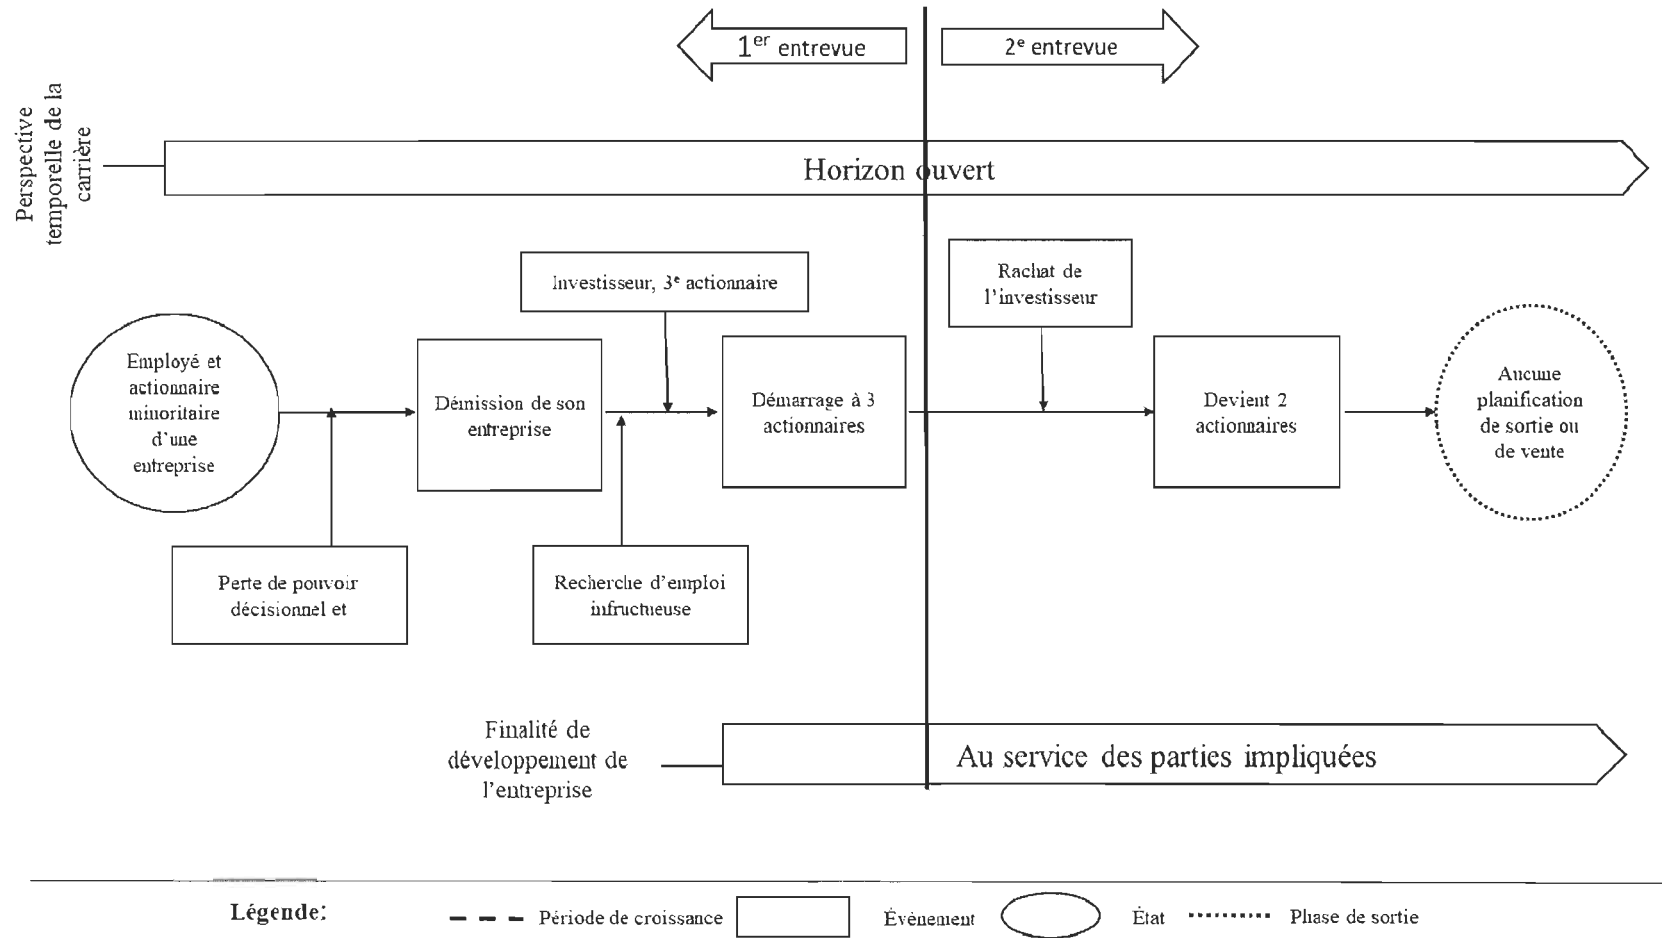 1er entrevue
2e entrevue
Perspective
temporelle de la
carrière
Horizon ouvert
Investisseur, 3e actionnaire
Rachat de
l'investisseur
Employé et
actionnaire
minoritaire
d'une
entreprise
Démission de son
entreprise
Démarrage à 3
actionnaires
Devient 2
actionnaires
Aucune
planification
de sortie ou
de vente
Perte de pouvoir
décisionnel et
Recherche d'emploi
infructueuse
Finalité de
développement de
l'entreprise
Au service des parties impliquées
Légende:
Période de croissance
Évènement
État
Phase de sortie